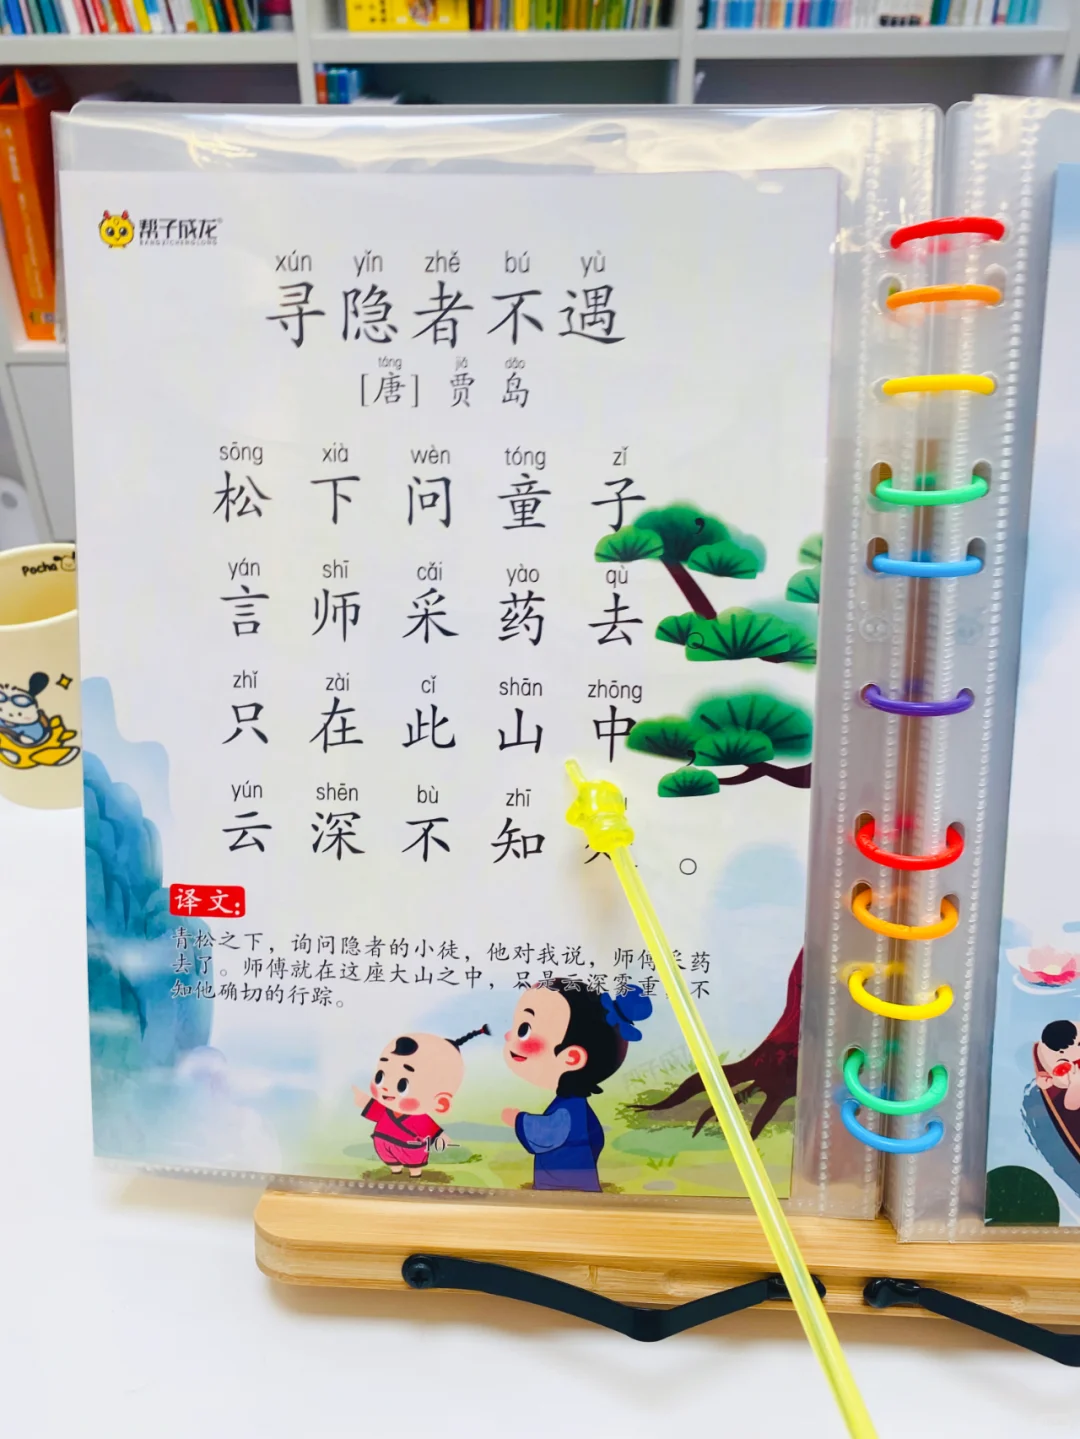 帮子成龙
BANGZICHENGLONG
xún yǐn zhě bú yù
寻隐者不遇
táng jiǎ dǎo
[唐] 贾 岛
sōng xià wèn tóng zǐ
松下问童子，
yán shī cǎi yào qù
言师采药去。
zhǐ zài cǐ shān zhōng
只在此山中，
yún shēn bù zhī
云深不知 。
译文：
青松之下，询问隐者的小徒，他对我说，师傅采药
去了。师傅就在这座大山之中，只是云深雾重，不
知他确切的行踪。
-10-
Pocha